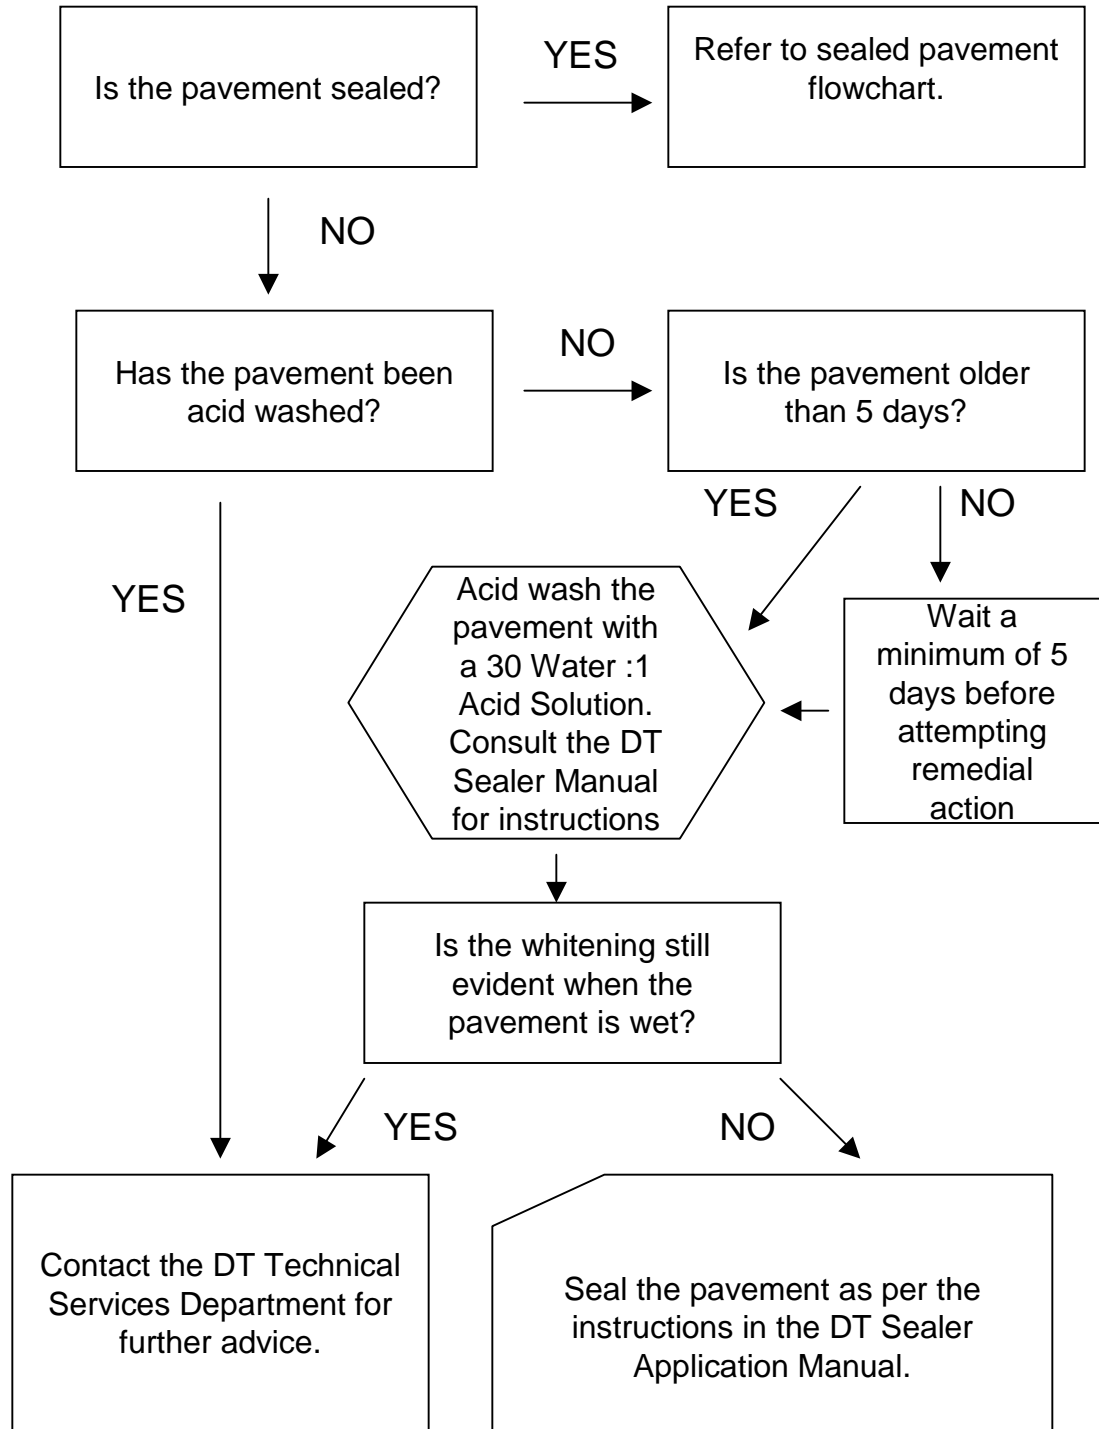 Is the pavement sealed?
YES
Refer to sealed pavement
flowchart.
NO
Has the pavement been
acid washed?
NO
Is the pavement older
than 5 days?
YES
NO
YES
Acid wash the
pavement with
a 30 Water :1
Acid Solution.
Consult the DT
Sealer Manual
for instructions
Wait a
minimum of 5
days before
attempting
remedial
action
Is the whitening still
evident when the
pavement is wet?
YES
NO
Contact the DT Technical
Services Department for
further advice.
Seal the pavement as per the
instructions in the DT Sealer
Application Manual.